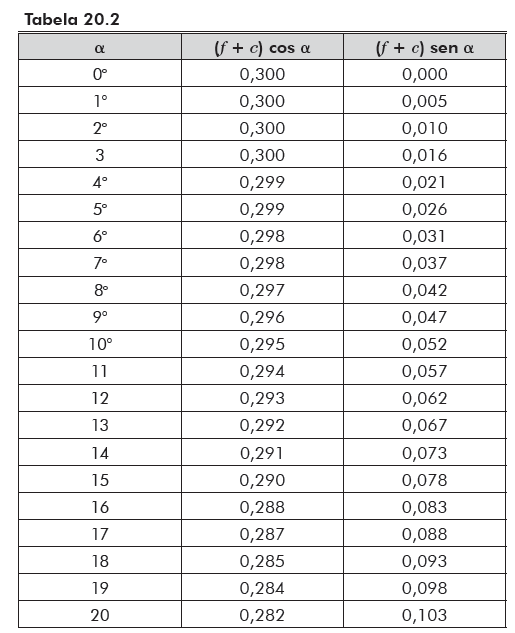 Tabela 20.2
α (f + c) cos α (f + c) sen α
0° 0,300 0,000
1° 0,300 0,005
2° 0,300 0,010
3 0,300 0,016
4° 0,299 0,021
5° 0,299 0,026
6° 0,298 0,031
7° 0,298 0,037
8° 0,297 0,042
9° 0,296 0,047
10° 0,295 0,052
11 0,294 0,057
12 0,293 0,062
13 0,292 0,067
14 0,291 0,073
15 0,290 0,078
16 0,288 0,083
17 0,287 0,088
18 0,285 0,093
19 0,284 0,098
20 0,282 0,103